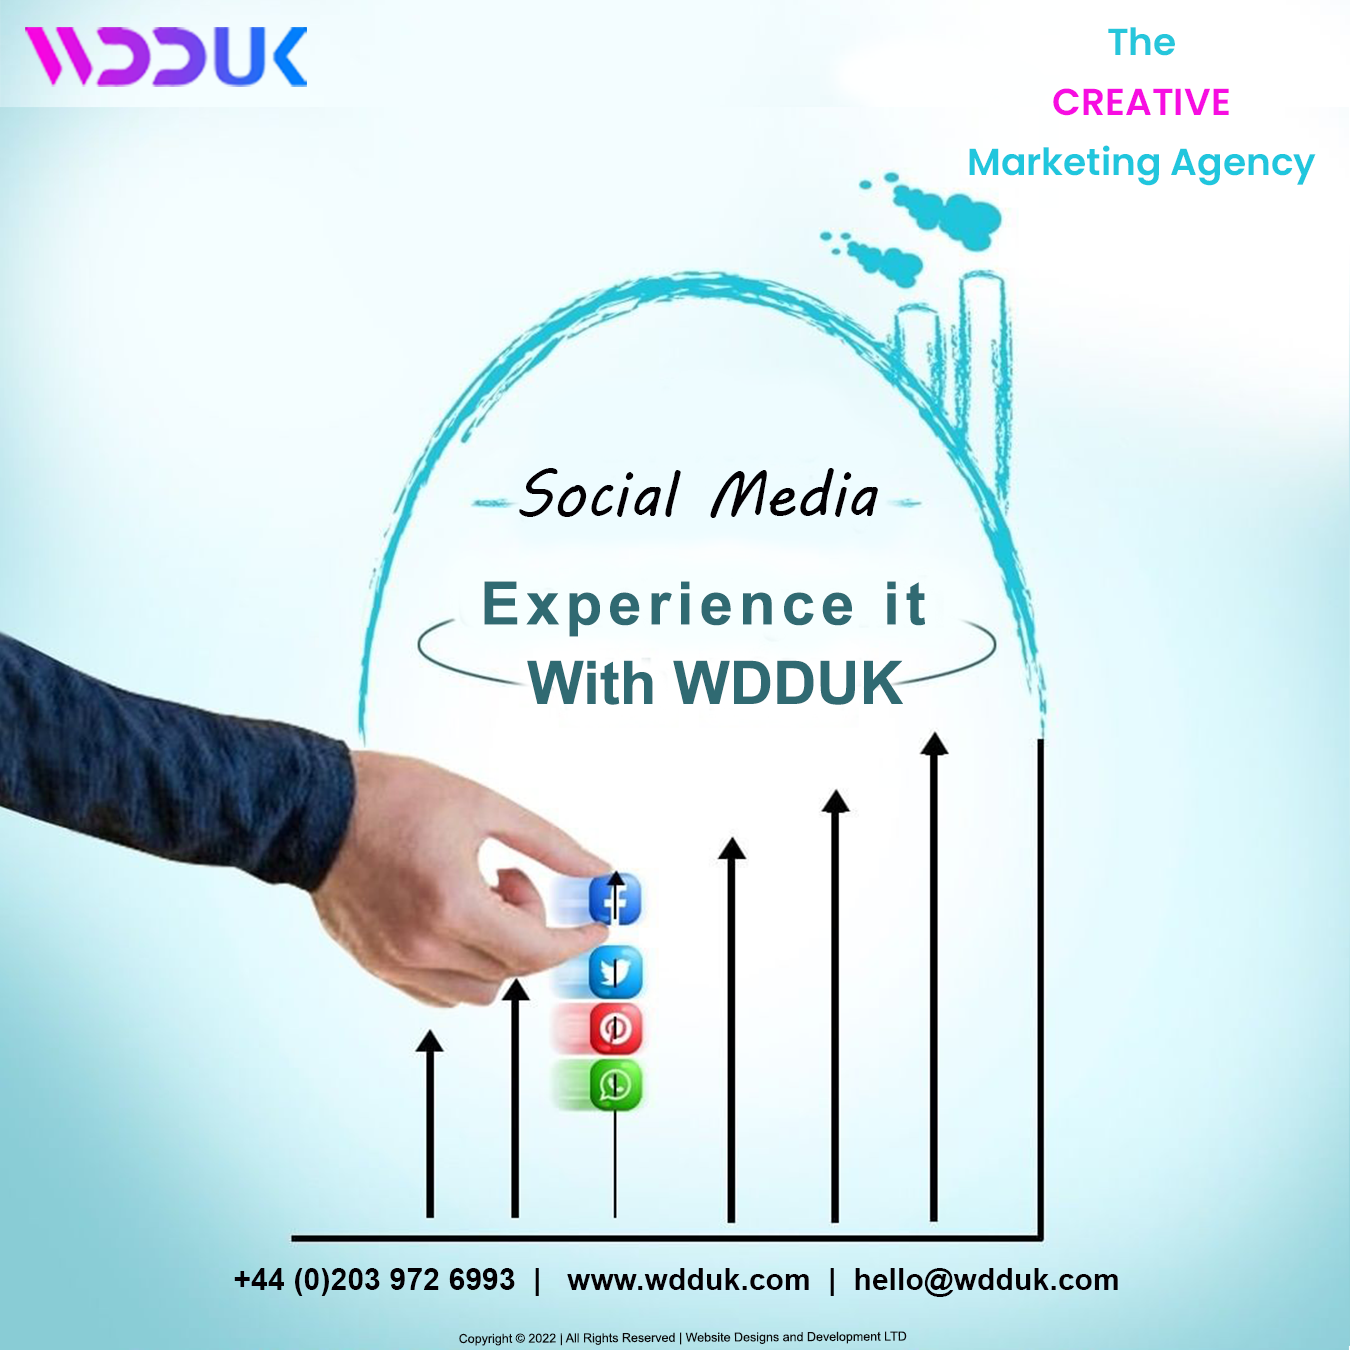 WDDUK
The
CREATIVE
Marketing Agency
Social Media
Experience it
With WDDUK
+44 (0)203 972 6993 | www.wdduk.com | hello@wdduk.com
Copyright © 2022 | All Rights Reserved | Website Designs and Development LTD